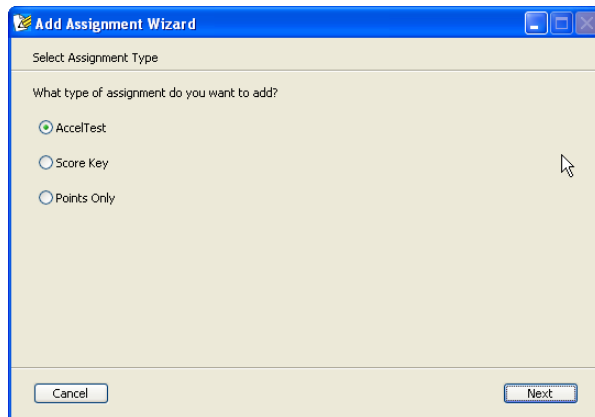 Add Assignment Wizard
Select Assignment Type
What type of assignment do you want to add?
AccelTest
Score Key
Points Only
Cancel Next